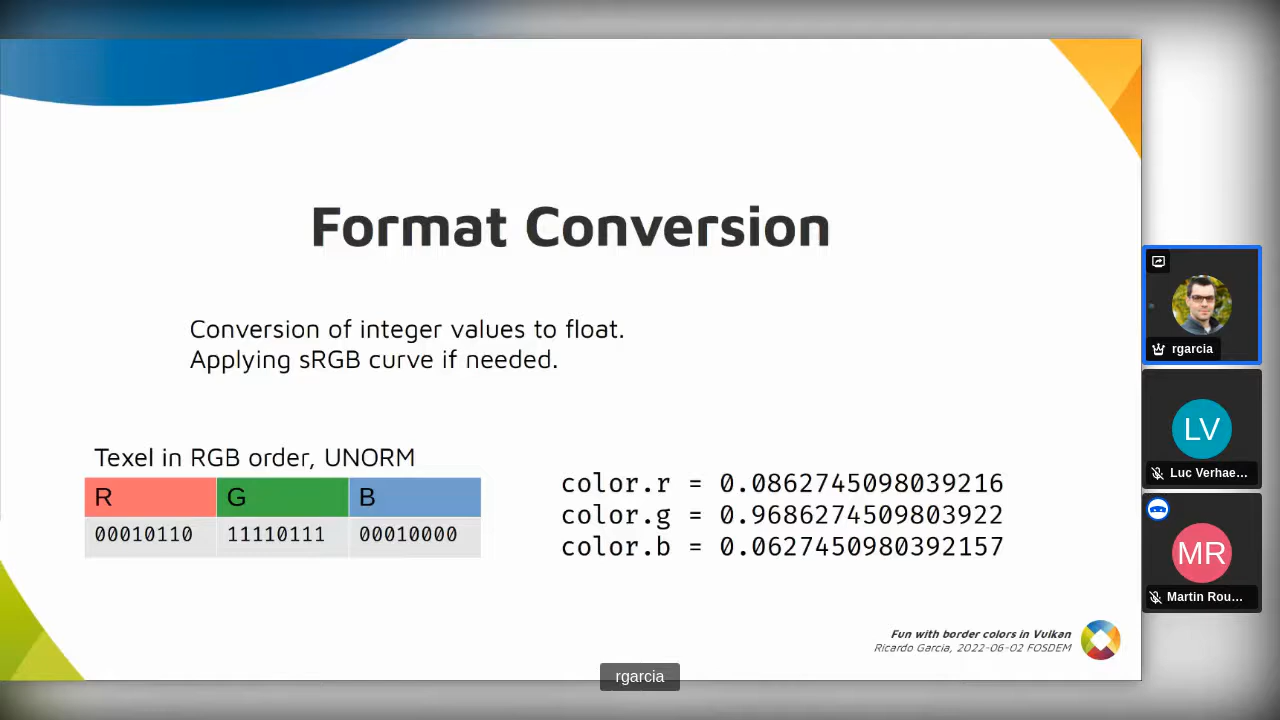 Format Conversion
Conversion of integer values to float.
Applying sRGB curve if needed.
Texel in RGB order, UNORM
R G B
00010110 11110111 00010000
color.r = 0.0862745098039216
color.g = 0.9686274509803922
color.b = 0.0627450980392157
Fun with border colors in Vulkan
Ricardo Garcia, 2022-06-02 FOSDEM
rgarcia
rgarcia
LV
Luc Verhae...
MR
Martin Rou...